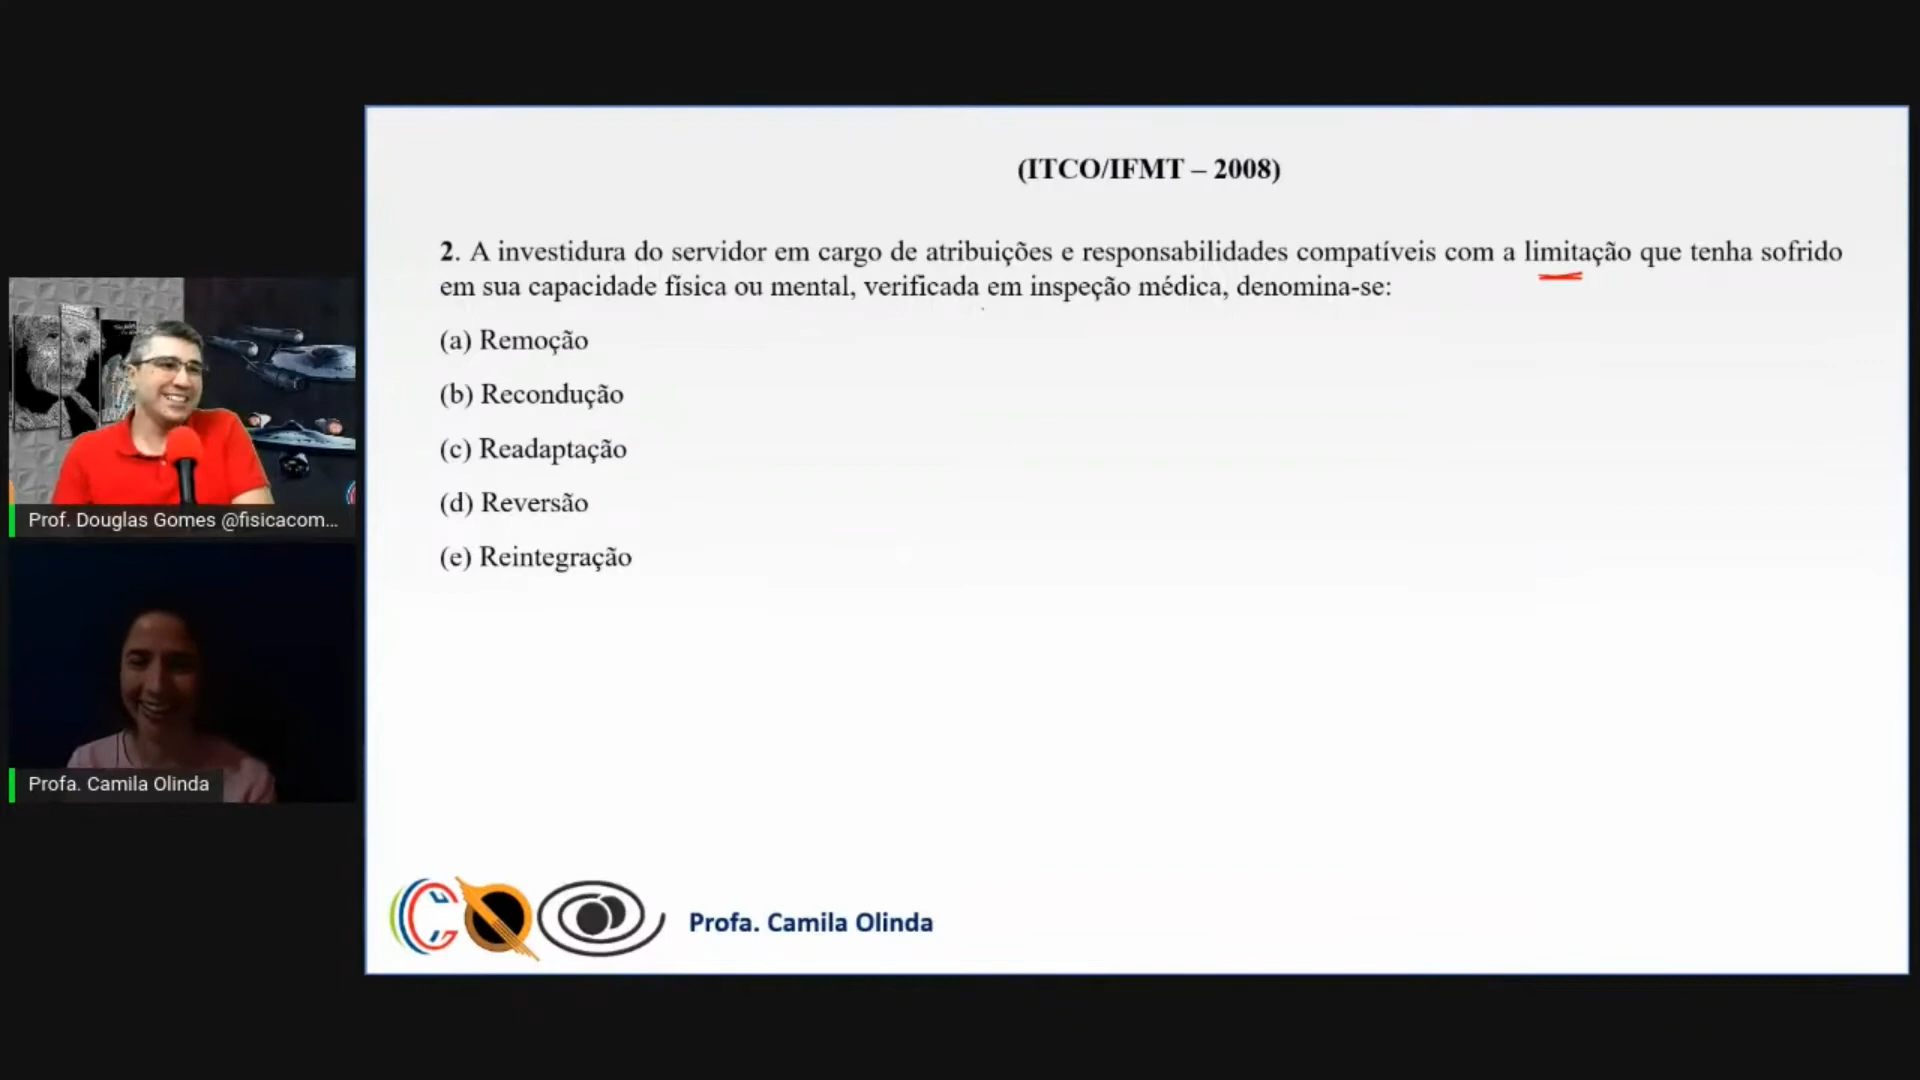 (ITCO/IFMT – 2008)
2. A investidura do servidor em cargo de atribuições e responsabilidades compatíveis com a limitação que tenha sofrido
em sua capacidade física ou mental, verificada em inspeção médica, denomina-se:
(a) Remoção
(b) Recondução
(c) Readaptação
(d) Reversão
(e) Reintegração
Prof. Douglas Gomes @fisicacom...
Profa. Camila Olinda
Profa. Camila Olinda